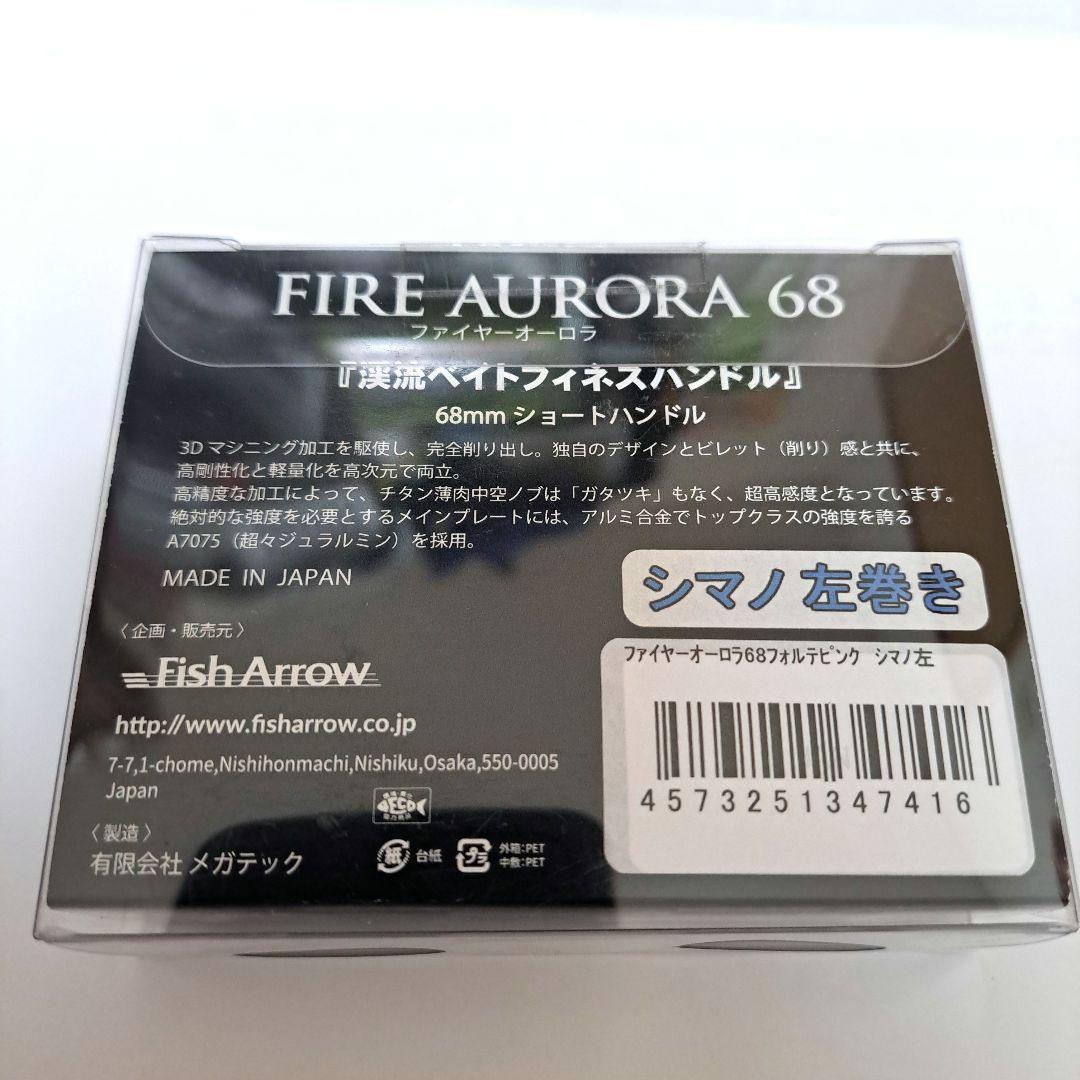 FIRE AURORA 68
ファイヤーオーロラ
『渓流ベイトフィネスハンドル』
68mm ショートハンドル
3D マシニング加工を駆使し、完全削り出し。独自のデザインとビレット（削り）感と共に、
高剛性化と軽量化を高次元で両立。
高精度な加工によって、チタン薄肉中空ノブは「ガタツキ」もなく、超高感度となっています。
絶対的な強度を必要とするメインプレートには、アルミ合金でトップクラスの強度を誇る
A7075（超々ジュラルミン）を採用。
MADE IN JAPAN
シマノ 左巻き
〈企画・販売元〉
Fish Arrow
http://www.fisharrow.co.jp
7-7,1-chome,Nishihonmachi,Nishiku,Osaka,550-0005
Japan
〈製造〉
有限会社 メガテック
ECO
紙 台紙
プラ 外箱:PET
中敷:PET
ファイヤーオーロラ68フォルテピンク シマノ左
4573251347416